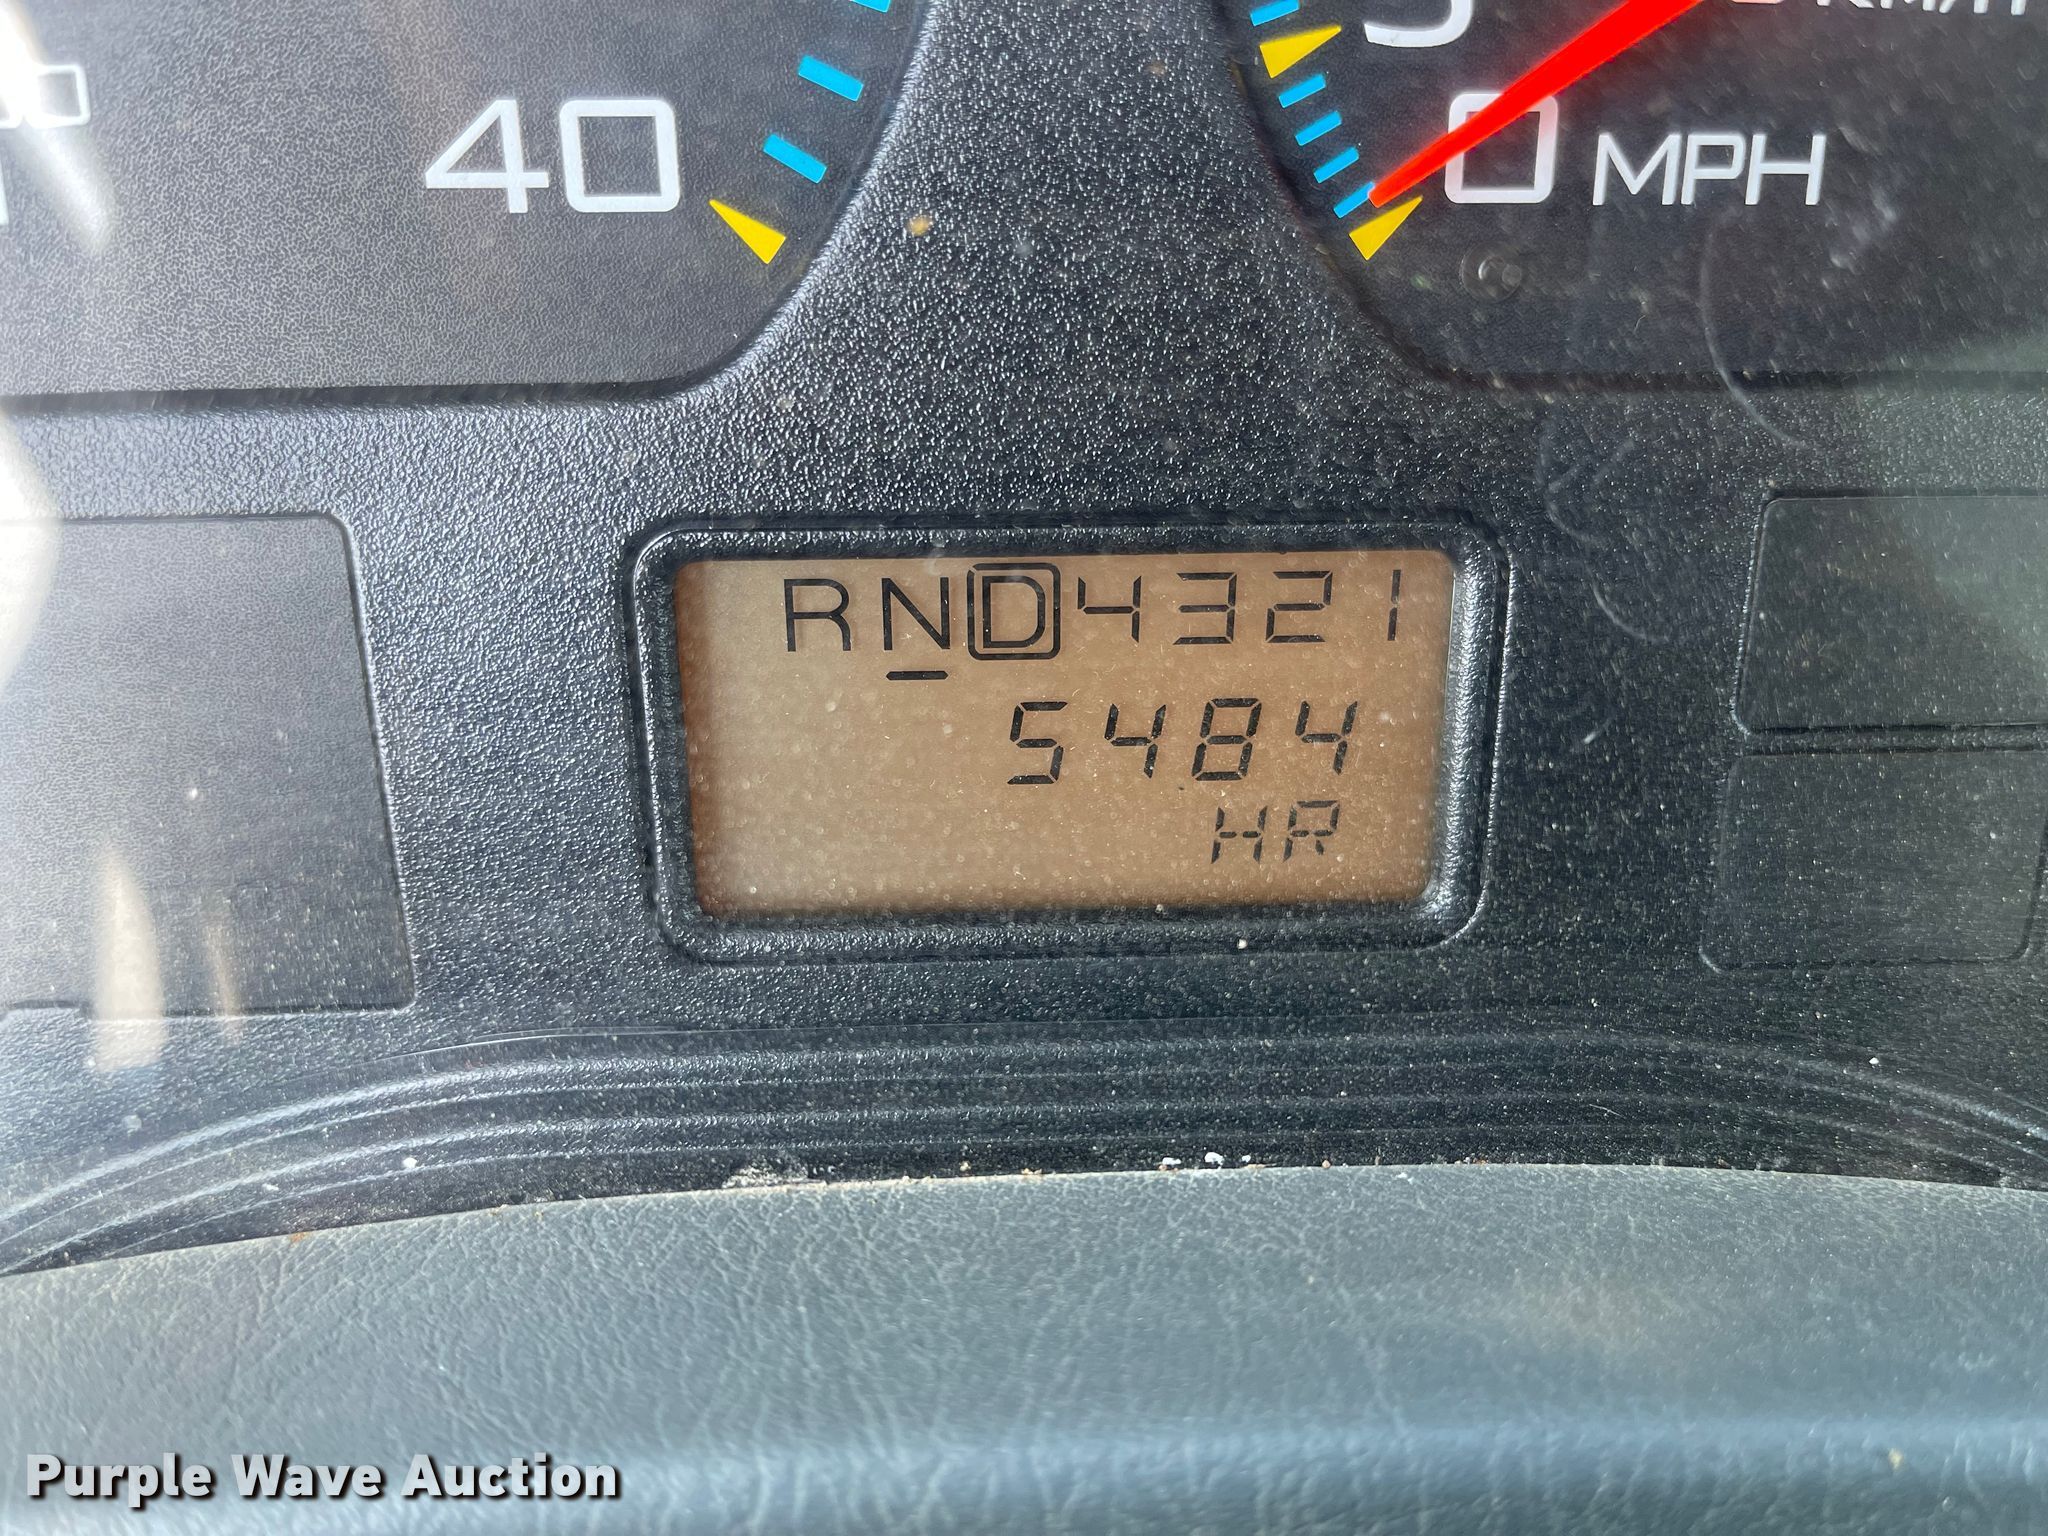 40
0 MPH
RND4321
5484
HR
Purple Wave Auction